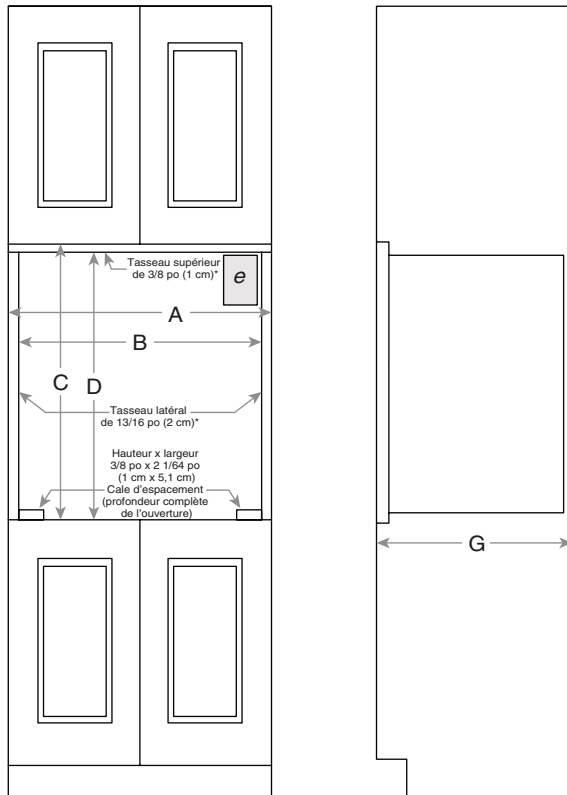 Tasseau supérieur
de 3/8 po (1 cm)*
e
A
B
C
D
Tasseau latéral
de 13/16 po (2 cm)*
Hauteur x largeur
3/8 po x 2 1/64 po
(1 cm x 5,1 cm)
Cale d'espacement
(profondeur complète
de l'ouverture)
G